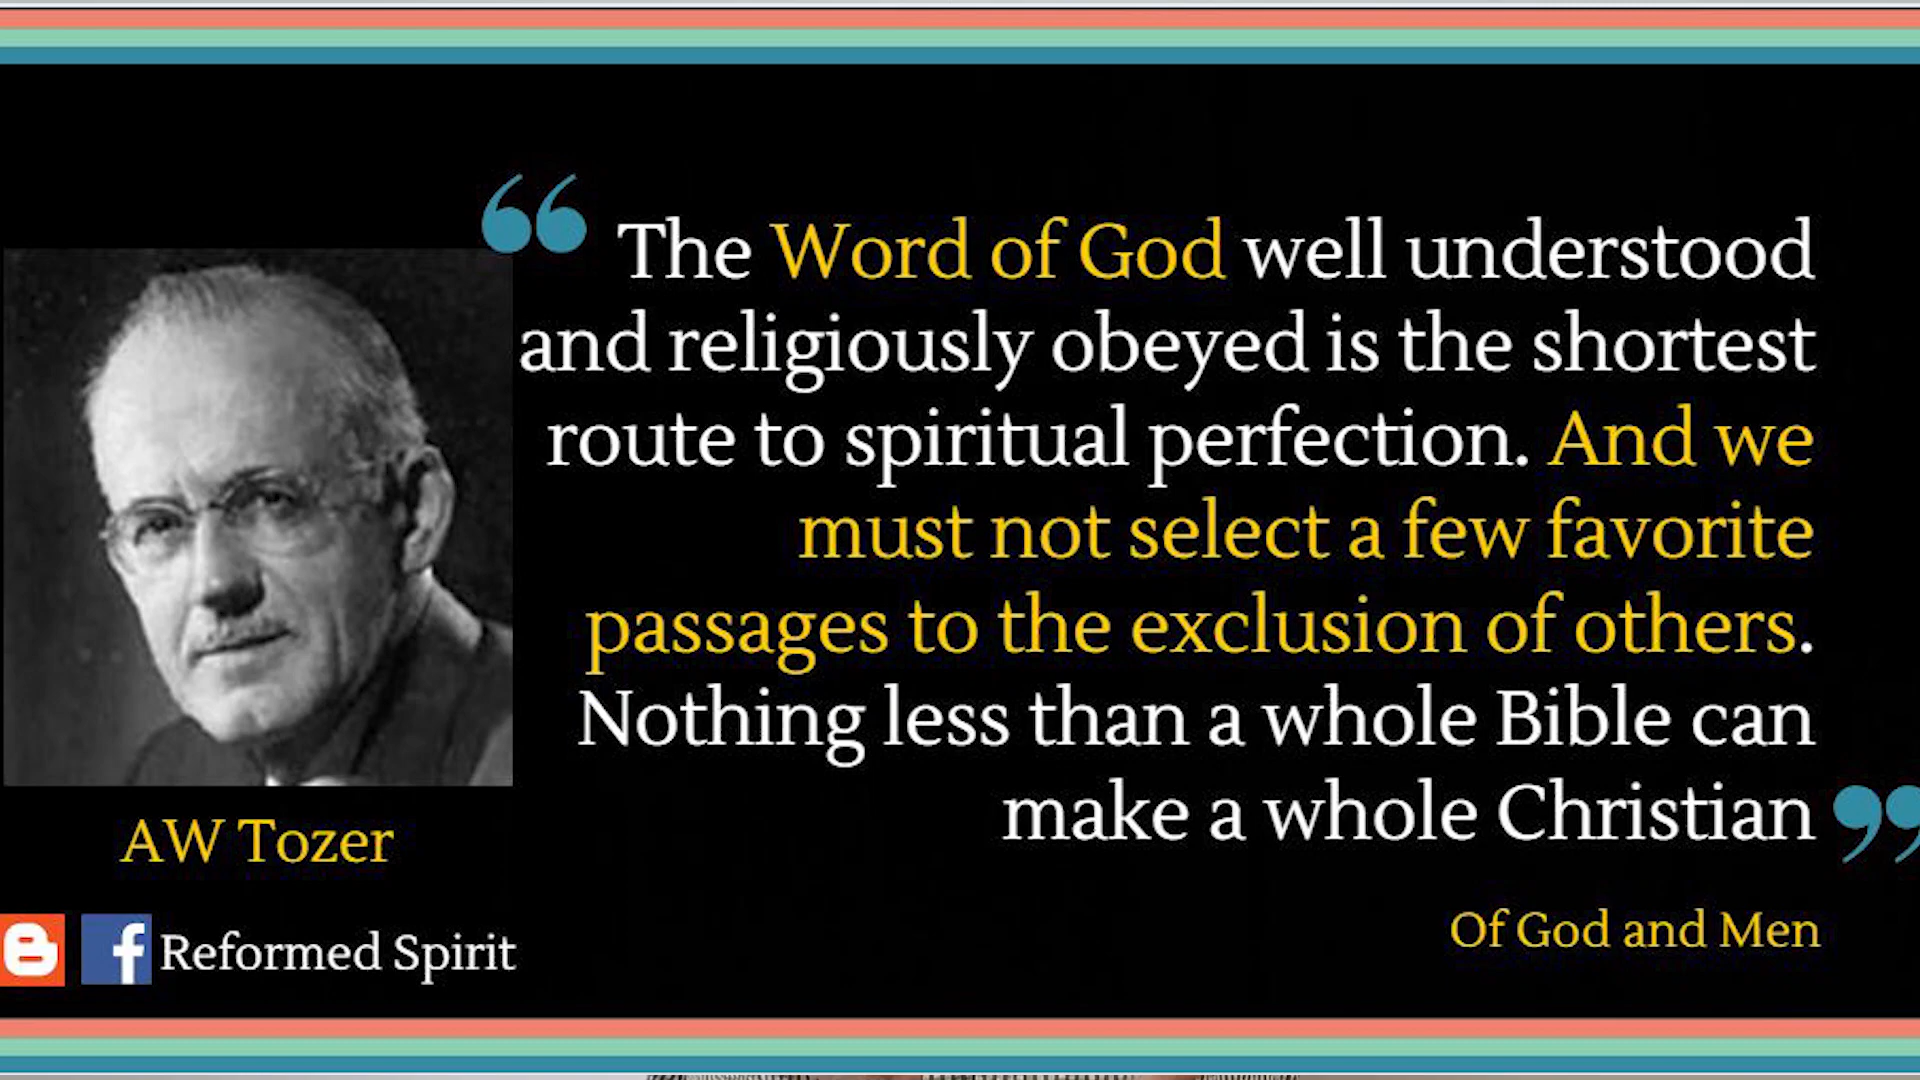 “ The Word of God well understood
and religiously obeyed is the shortest
route to spiritual perfection. And we
must not select a few favorite
passages to the exclusion of others.
Nothing less than a whole Bible can
make a whole Christian ”
AW Tozer
Reformed Spirit
Of God and Men